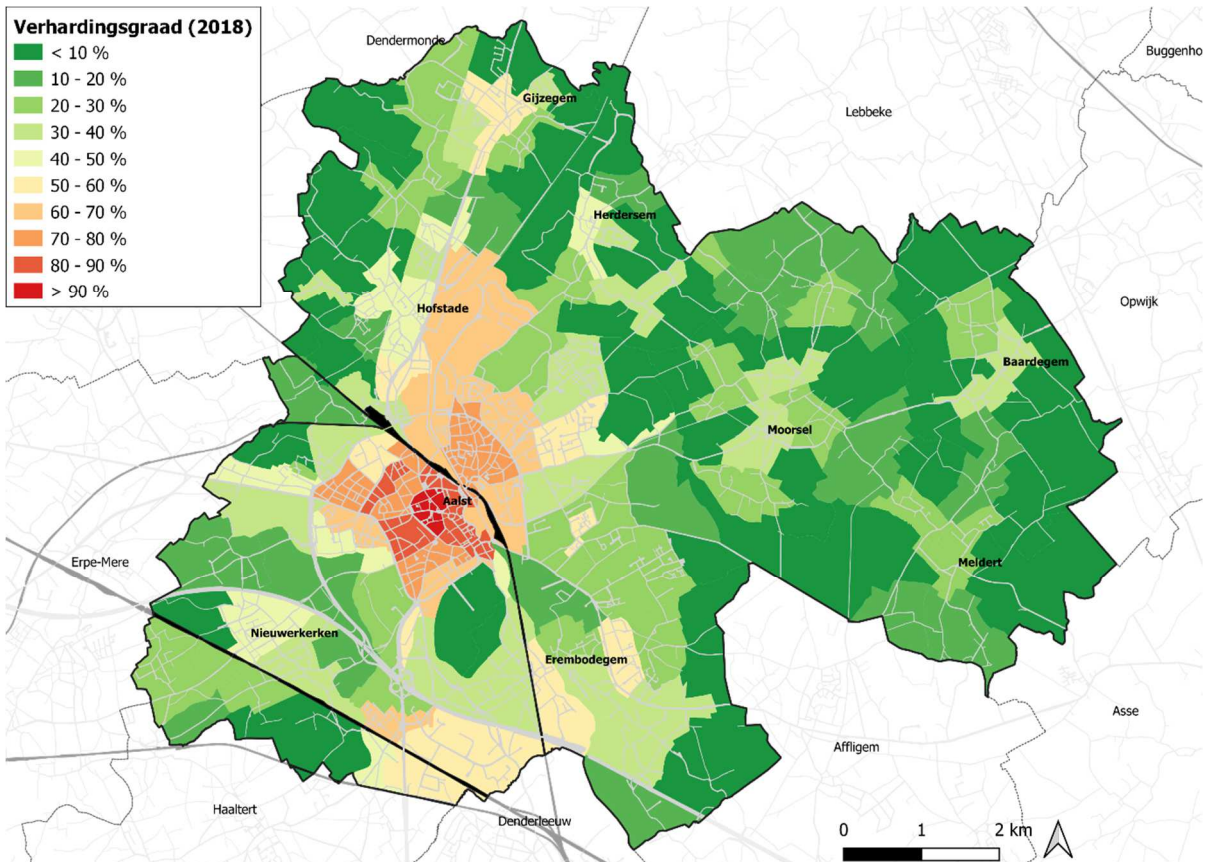 Verhardingsgraad (2018)
< 10 %
10 - 20 %
20 - 30 %
30 - 40 %
40 - 50 %
50 - 60 %
60 - 70 %
70 - 80 %
80 - 90 %
> 90 %
Dendermonde
Buggenho
Gijzegem
Lebbeke
Herdersem
Hofstade
Opwijk
Baardegem
Moorsel
Aalst
Erpe-Mere
Meldert
Nieuwerkerken
Erembodegem
Asse
Affligem
Haaltert
Denderleeuw
0 1 2 km